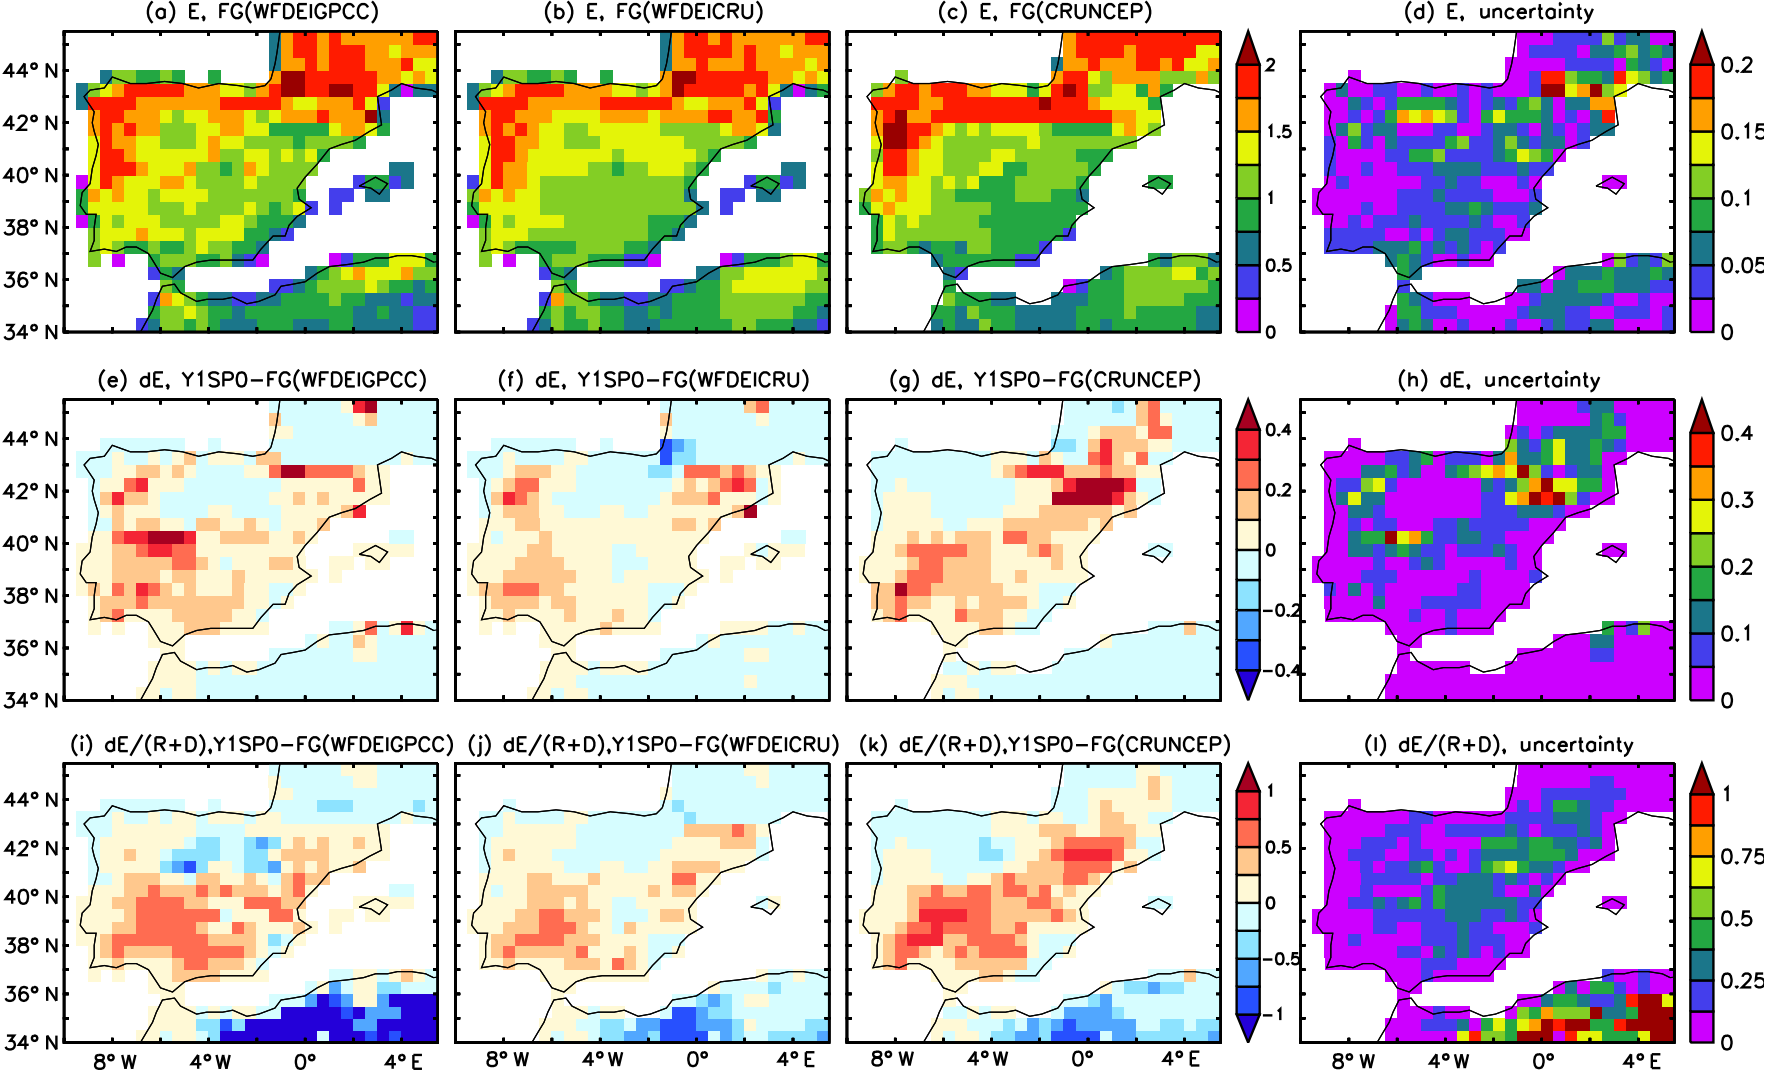 (a) E, FG(WFDEIGPCC)
(b) E, FG(WFDEICRU)
(c) E, FG(CRUNCEP)
(d) E, uncertainty
44° N
42° N
40° N
38° N
36° N
34° N
2
1.5
1
0.5
0
0.2
0.15
0.1
0.05
0
(e) dE, Y1SP0-FG(WFDEIGPCC)
(f) dE, Y1SP0-FG(WFDEICRU)
(g) dE, Y1SP0-FG(CRUNCEP)
(h) dE, uncertainty
44° N
42° N
40° N
38° N
36° N
34° N
0.4
0.2
0
-0.2
-0.4
0.4
0.3
0.2
0.1
0
(i) dE/(R+D),Y1SP0-FG(WFDEIGPCC)
(j) dE/(R+D),Y1SP0-FG(WFDEICRU)
(k) dE/(R+D),Y1SP0-FG(CRUNCEP)
(l) dE/(R+D), uncertainty
44° N
42° N
40° N
38° N
36° N
34° N
1
0.5
0
-0.5
-1
1
0.75
0.5
0.25
0
8° W 4° W 0° 4° E
8° W 4° W 0° 4° E
8° W 4° W 0° 4° E
8° W 4° W 0° 4° E